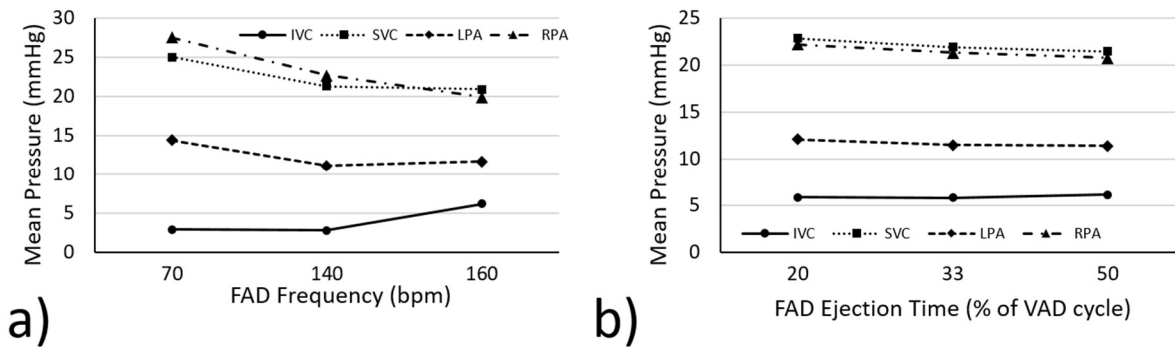 Mean Pressure (mmHg)
30
25
20
15
10
5
0
IVC SVC LPA RPA
70 140 160
FAD Frequency (bpm)
a)
Mean Pressure (mmHg)
25
20
15
10
5
0
IVC SVC LPA RPA
20 33 50
FAD Ejection Time (% of VAD cycle)
b)